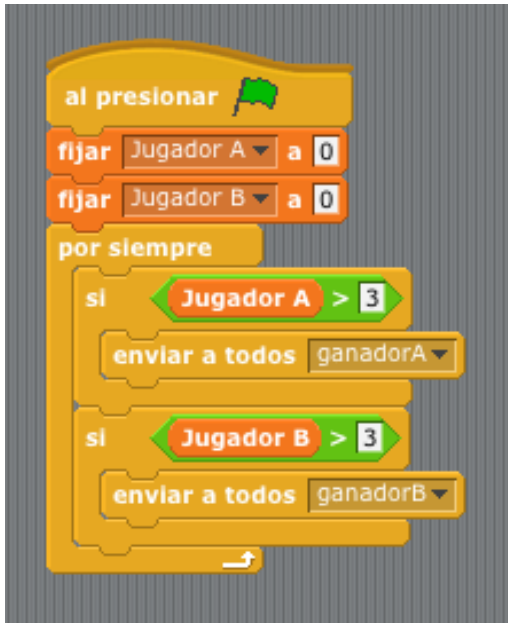 al presionar
fijar Jugador A a 0
fijar Jugador B a 0
por siempre
si Jugador A > 3
enviar a todos ganadorA
si Jugador B > 3
enviar a todos ganadorB